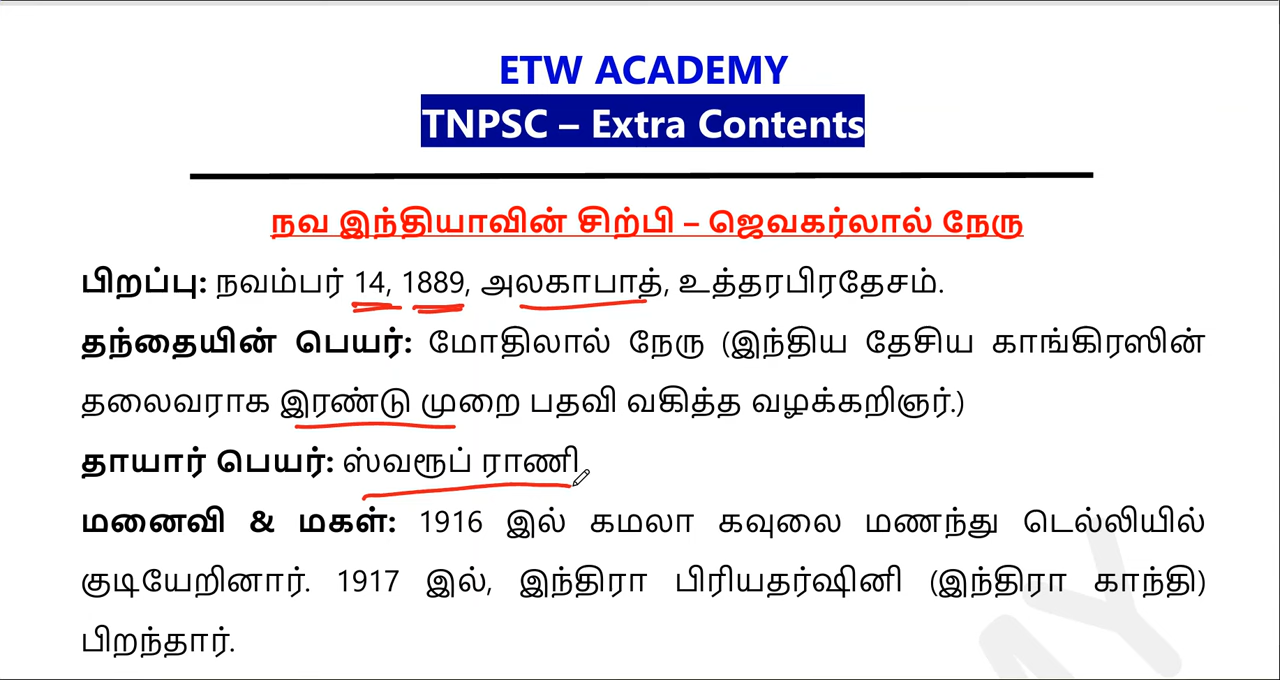 ETW ACADEMY
TNPSC – Extra Contents
நவ இந்தியாவின் சிற்பி – ஜெவகர்லால் நேரு
பிறப்பு: நவம்பர் 14, 1889, அலகாபாத், உத்தரபிரதேசம்.
தந்தையின் பெயர்: மோதிலால் நேரு (இந்திய தேசிய காங்கிரஸின்
தலைவராக இரண்டு முறை பதவி வகித்த வழக்கறிஞர்.)
தாயார் பெயர்: ஸ்வரூப் ராணி
மனைவி & மகள்: 1916 இல் கமலா கவுலை மணந்து டெல்லியில்
குடியேறினார். 1917 இல், இந்திரா பிரியதர்ஷினி (இந்திரா காந்தி)
பிறந்தார்.